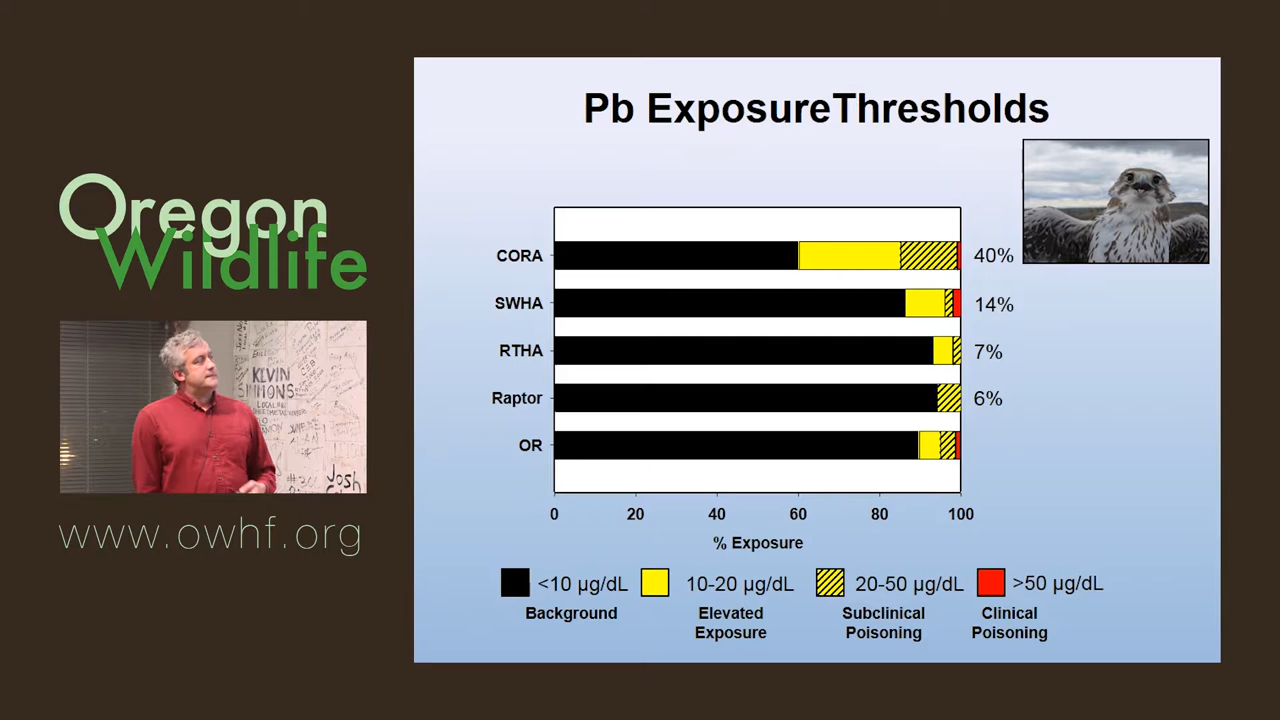 Oregon
Wildlife
KEVIN
www.owhf.org
Pb ExposureThresholds
CORA
40%
SWHA
14%
RTHA
7%
Raptor
6%
OR
0 20 40 60 80 100
% Exposure
<10 µg/dL 10-20 µg/dL 20-50 µg/dL >50 µg/dL
Background Elevated Subclinical Clinical
Exposure Poisoning Poisoning
Josh